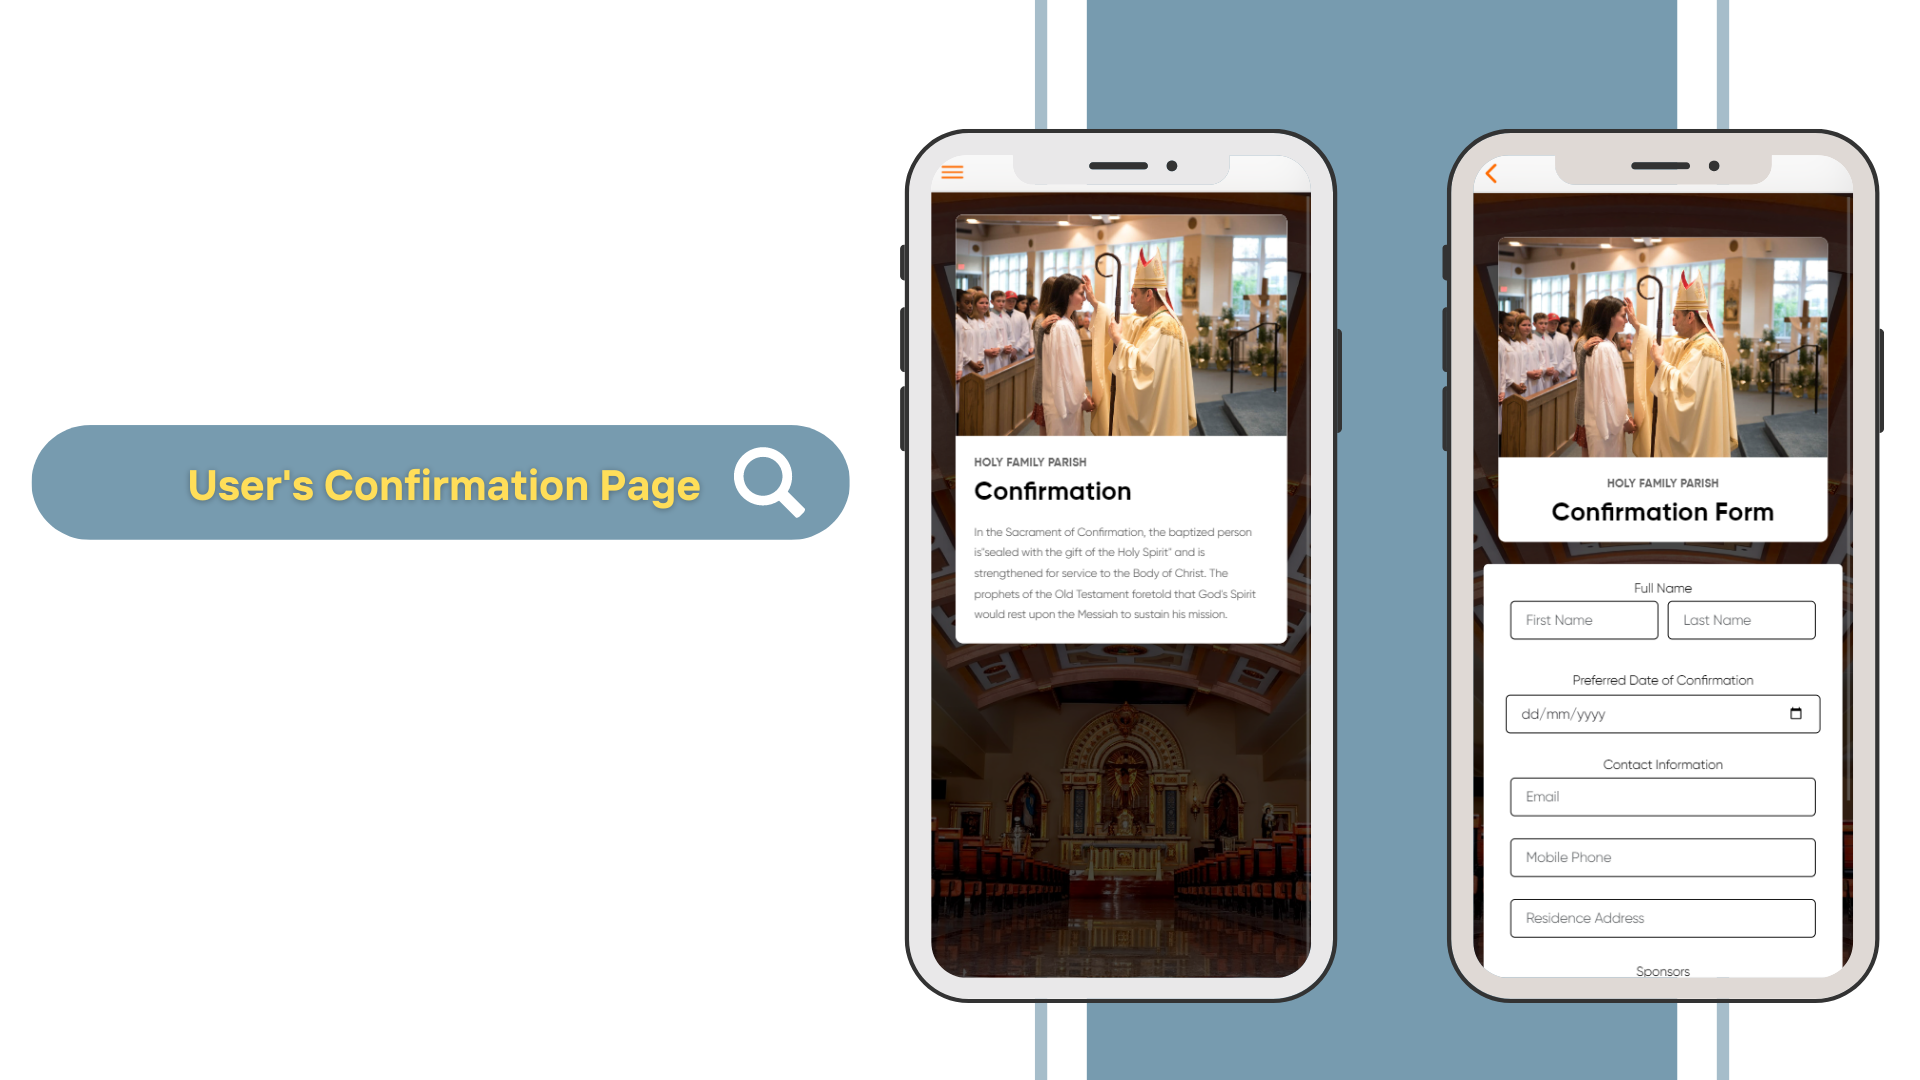 User's Confirmation Page
HOLY FAMILY PARISH
Confirmation
In the Sacrament of Confirmation, the baptized person
is"sealed with the gift of the Holy Spirit" and is
strengthened for service to the Body of Christ. The
prophets of the Old Testament foretold that God's Spirit
would rest upon the Messiah to sustain his mission.
HOLY FAMILY PARISH
Confirmation Form
Full Name
First Name
Last Name
Preferred Date of Confirmation
dd/mm/yyyy
Contact Information
Email
Mobile Phone
Residence Address
Sponsors